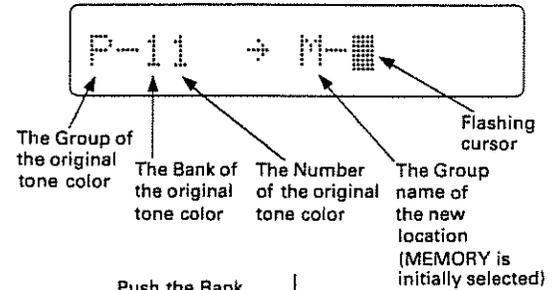 P-11 → M-
The Group of
the original
tone color
The Bank of
the original
tone color
The Number
of the original
tone color
The Group
name of
the new
location
(MEMORY is
initially selected)
Flashing
cursor
Push the Bank